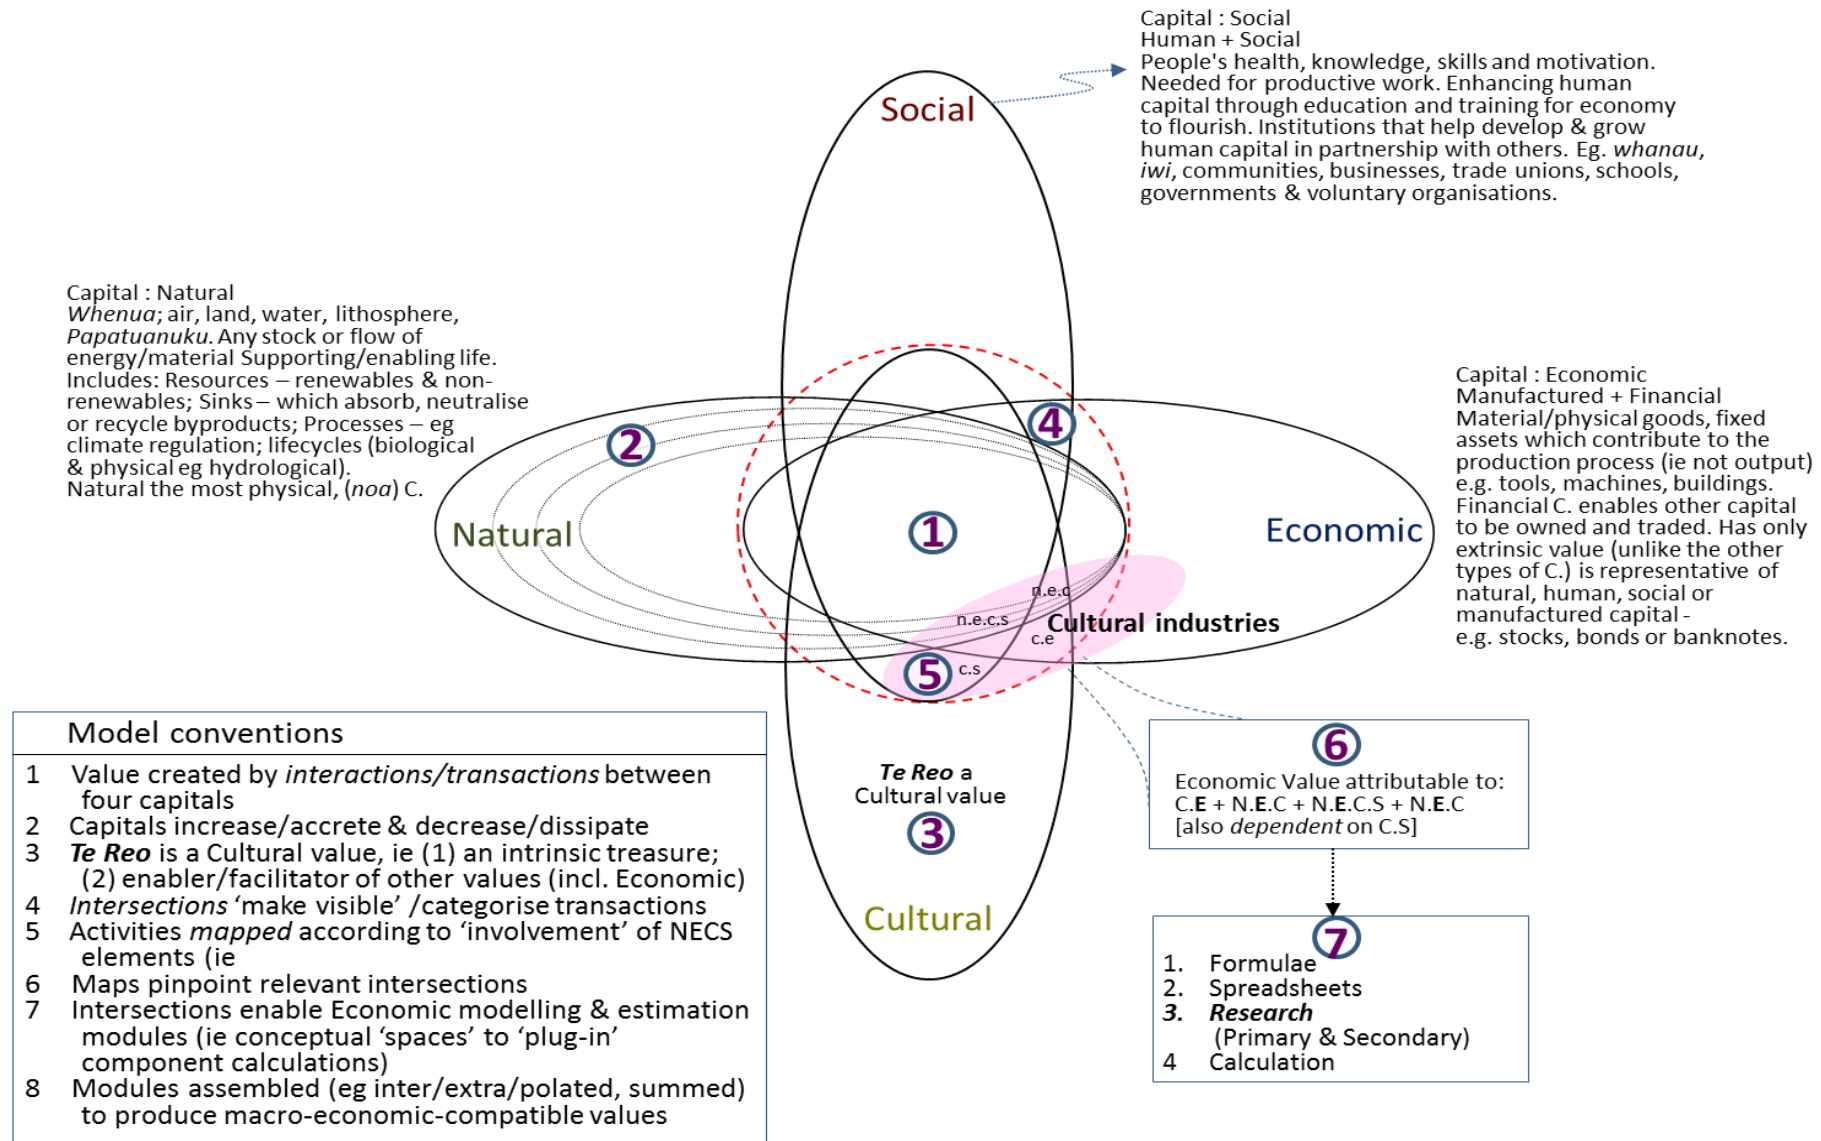 Capital : Social
Human + Social
People's health, knowledge, skills and motivation.
Needed for productive work. Enhancing human
capital through education and training for economy
to flourish. Institutions that help develop & grow
human capital in partnership with others. Eg. whanau,
iwi, communities, businesses, trade unions, schools,
governments & voluntary organisations.
Social
Capital : Natural
Whenua; air, land, water, lithosphere,
Papatuanuku. Any stock or flow of
energy/material Supporting/enabling life.
Includes: Resources – renewables & non-
renewables; Sinks – which absorb, neutralise
or recycle byproducts; Processes – eg
climate regulation; lifecycles (biological
& physical eg hydrological).
Natural the most physical, (noa) C.
Capital : Economic
Manufactured + Financial
Material/physical goods, fixed
assets which contribute to the
production process (ie not output)
e.g. tools, machines, buildings.
Financial C. enables other capital
to be owned and traded. Has only
extrinsic value (unlike the other
types of C.) is representative of
natural, human, social or
manufactured capital -
e.g. stocks, bonds or banknotes.
4
2
Natural
1
Economic
n.e.c
n.e.c.s
Cultural industries
c.e
5
c.s
Te Reo a
Cultural value
3
Cultural
6
Economic Value attributable to:
C.E + N.E.C + N.E.C.S + N.E.C
[also dependent on C.S]
7
1. Formulae
2. Spreadsheets
3. Research
(Primary & Secondary)
4 Calculation
Model conventions
1 Value created by interactions/transactions between
four capitals
2 Capitals increase/accrete & decrease/dissipate
3 Te Reo is a Cultural value, ie (1) an intrinsic treasure;
(2) enabler/facilitator of other values (incl. Economic)
4 Intersections ‘make visible’ /categorise transactions
5 Activities mapped according to ‘involvement’ of NECS
elements (ie
6 Maps pinpoint relevant intersections
7 Intersections enable Economic modelling & estimation
modules (ie conceptual ‘spaces’ to ‘plug-in’
component calculations)
8 Modules assembled (eg inter/extra/polated, summed)
to produce macro-economic-compatible values